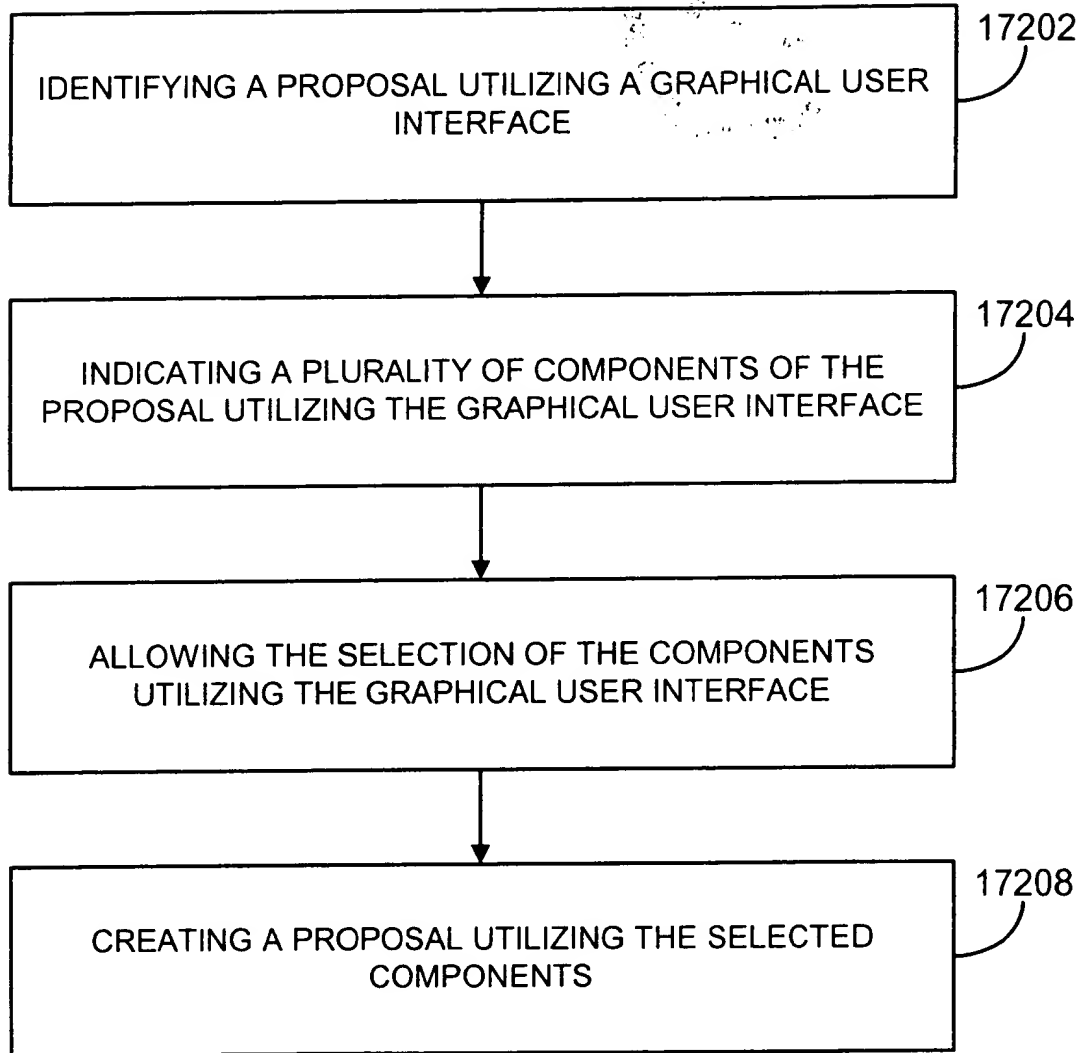 17202
IDENTIFYING A PROPOSAL UTILIZING A GRAPHICAL USER
INTERFACE
17204
INDICATING A PLURALITY OF COMPONENTS OF THE
PROPOSAL UTILIZING THE GRAPHICAL USER INTERFACE
17206
ALLOWING THE SELECTION OF THE COMPONENTS
UTILIZING THE GRAPHICAL USER INTERFACE
17208
CREATING A PROPOSAL UTILIZING THE SELECTED
COMPONENTS